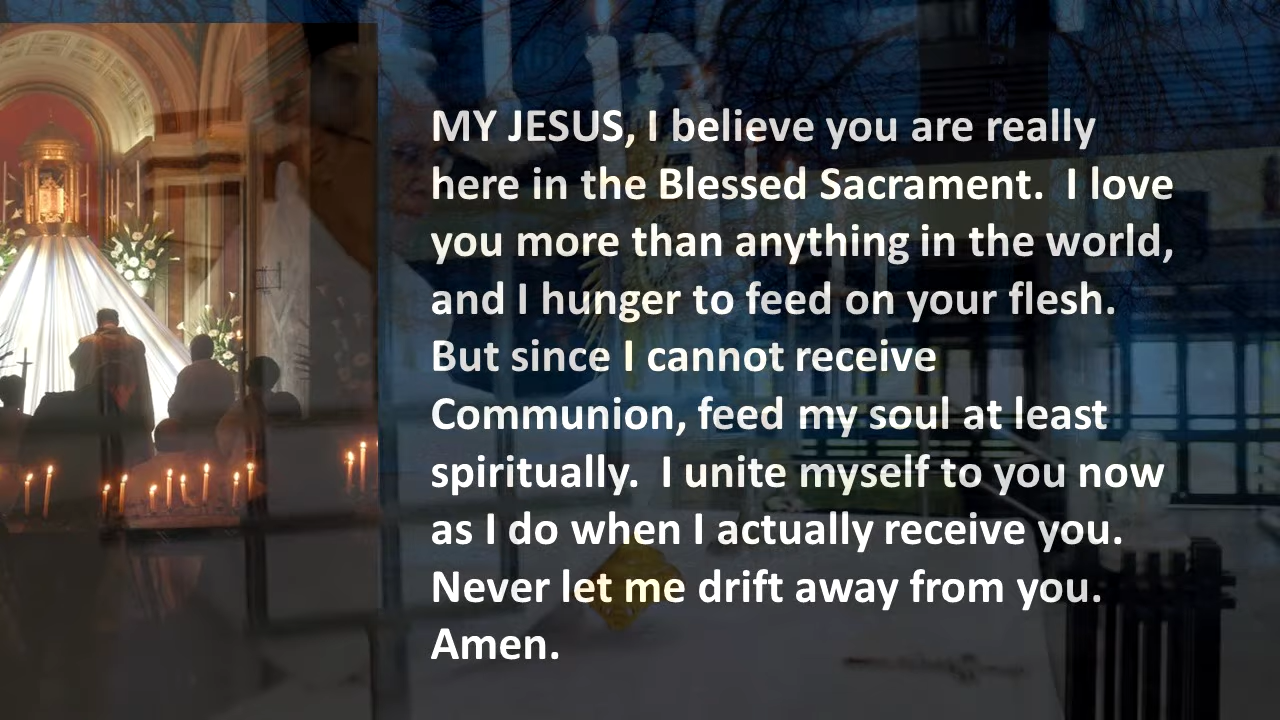 MY JESUS, I believe you are really
here in the Blessed Sacrament.  I love
you more than anything in the world,
and I hunger to feed on your flesh.
But since I cannot receive
Communion, feed my soul at least
spiritually.  I unite myself to you now
as I do when I actually receive you.
Never let me drift away from you.
Amen.